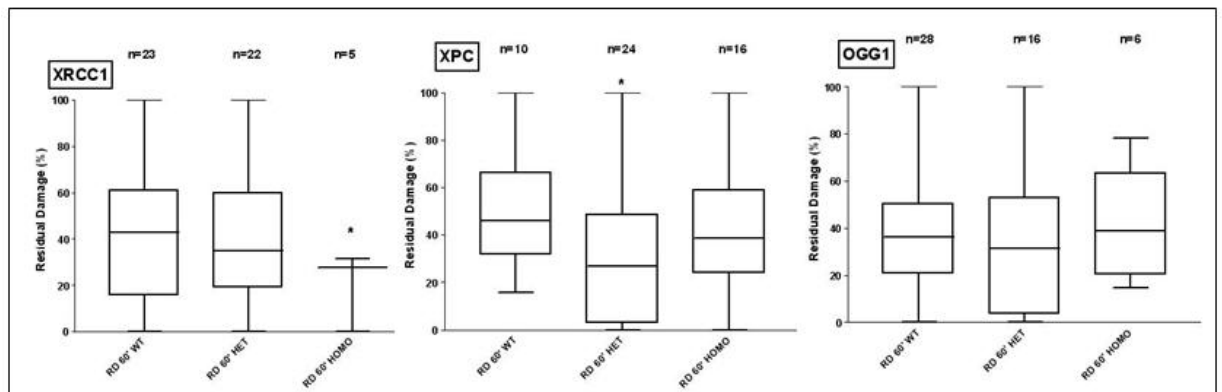 n=23 n=22 n=5
XRCC1
Residual Damage (%)
100
80
60
40
20
0
*
RD 60' WT
RD 60' HET
RD 60' HOMO
n=10 n=24 n=16
XPC
*
Residual Damage (%)
100
80
60
40
20
0
RD 60' WT
RD 60' HET
RD 60' HOMO
n=28 n=16 n=6
OGG1
Residual Damage (%)
100
80
60
40
20
0
RD 60' WT
RD 60' HET
RD 60' HOMO